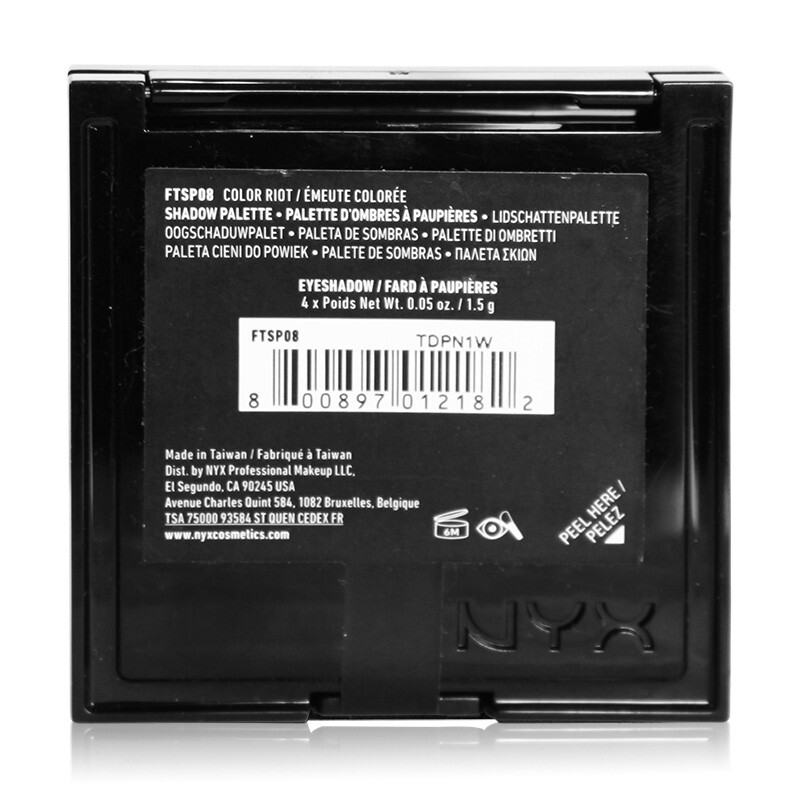 FTSP08 COLOR RIOT / ÉMEUTE COLORÉE
SHADOW PALETTE • PALETTE D'OMBRES À PAUPIÈRES • LIDSCHATTENPALETTE
OOGSCHADUWPALET • PALETA DE SOMBRAS • PALETTE DI OMBRETTI
PALETA CIENI DO POWIEK • PALETE DE SOMBRAS • ΠΑΛΕΤΑ ΣΚΙΩΝ
EYESHADOW / FARD À PAUPIÈRES
4 x Poids Net Wt. 0.05 oz. / 1.5 g
FTSP08 TDPN1W
8 00897 01218 2
Made in Taiwan / Fabriqué à Taiwan
Dist. by NYX Professional Makeup LLC,
El Segundo, CA 90245 USA
Avenue Charles Quint 584, 1082 Bruxelles, Belgique
TSA 75000 93584 ST QUEN CEDEX FR
www.nyxcosmetics.com
6M
PEEL HERE /
PELEZ
NYX